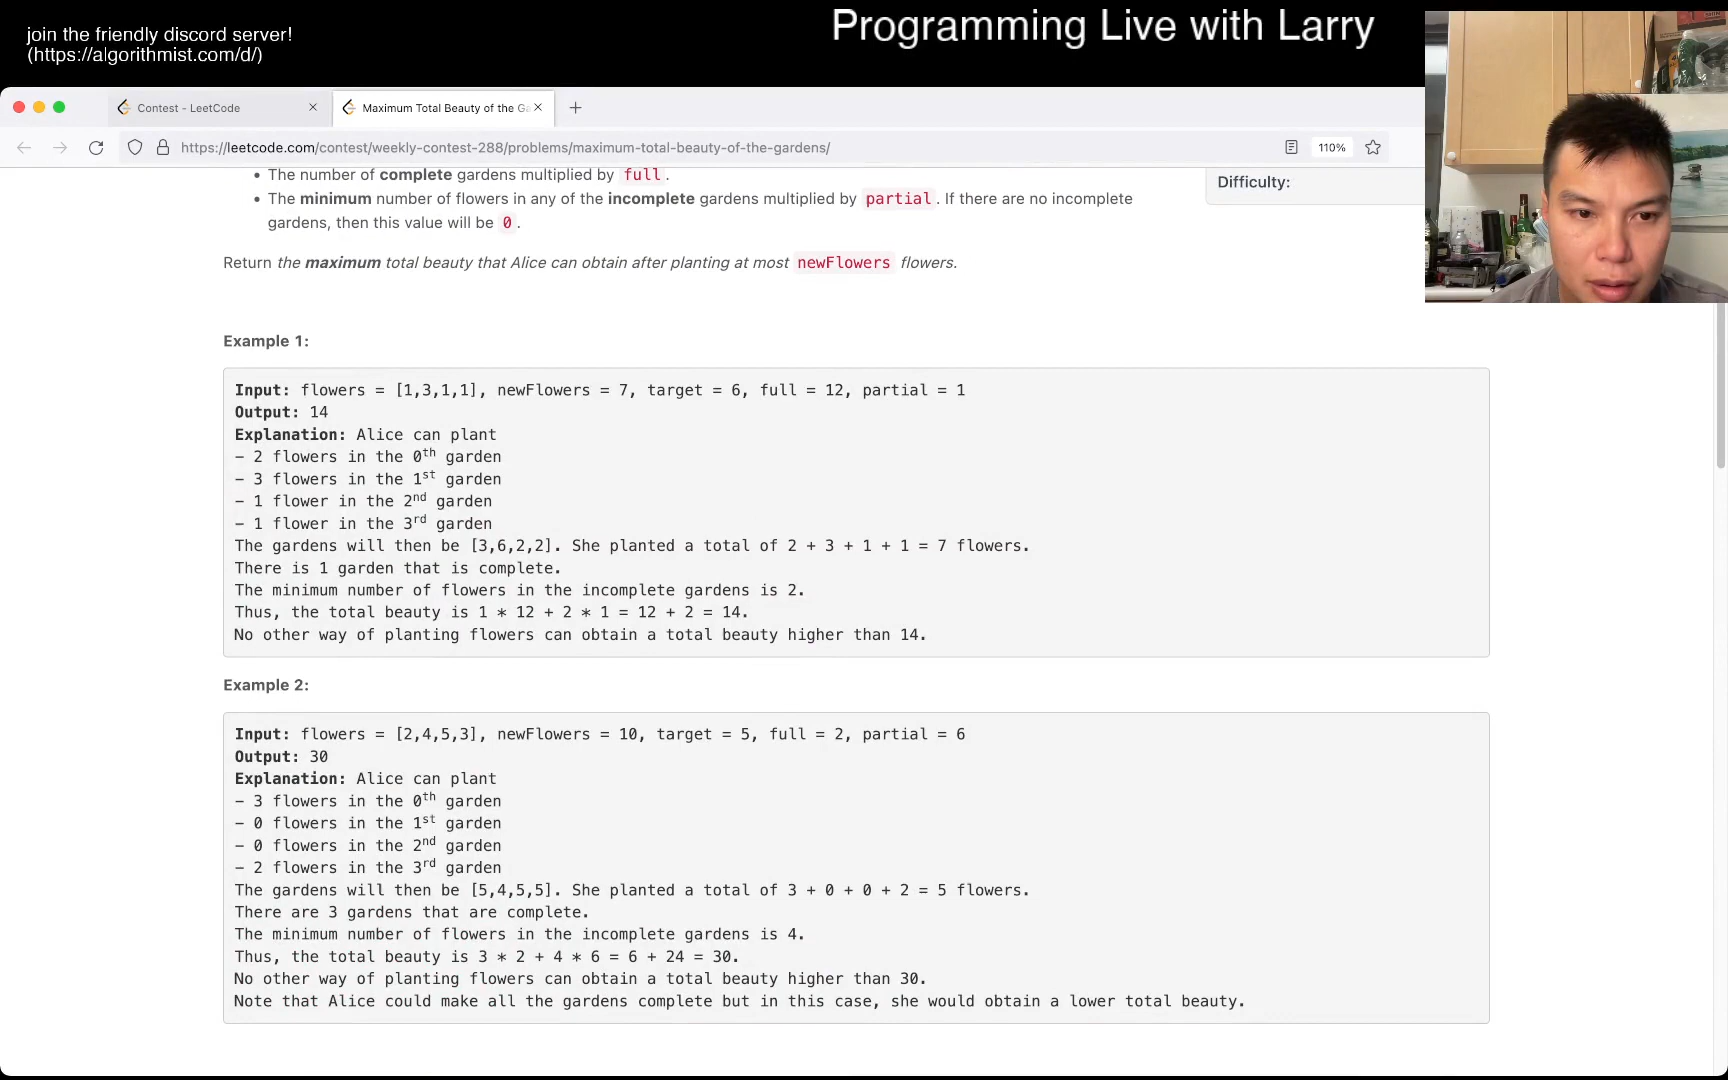 join the friendly discord server!
(https://algorithmist.com/d/)
Programming Live with Larry
Contest - LeetCode
Maximum Total Beauty of the Ga
https://leetcode.com/contest/weekly-contest-288/problems/maximum-total-beauty-of-the-gardens/
110%
• The number of complete gardens multiplied by full.
• The minimum number of flowers in any of the incomplete gardens multiplied by partial. If there are no incomplete
gardens, then this value will be 0.
Difficulty:
Return the maximum total beauty that Alice can obtain after planting at most newFlowers flowers.
Example 1:
Input: flowers = [1,3,1,1], newFlowers = 7, target = 6, full = 12, partial = 1
Output: 14
Explanation: Alice can plant
- 2 flowers in the 0th garden
- 3 flowers in the 1st garden
- 1 flower in the 2nd garden
- 1 flower in the 3rd garden
The gardens will then be [3,6,2,2]. She planted a total of 2 + 3 + 1 + 1 = 7 flowers.
There is 1 garden that is complete.
The minimum number of flowers in the incomplete gardens is 2.
Thus, the total beauty is 1 * 12 + 2 * 1 = 12 + 2 = 14.
No other way of planting flowers can obtain a total beauty higher than 14.
Example 2:
Input: flowers = [2,4,5,3], newFlowers = 10, target = 5, full = 2, partial = 6
Output: 30
Explanation: Alice can plant
- 3 flowers in the 0th garden
- 0 flowers in the 1st garden
- 0 flowers in the 2nd garden
- 2 flowers in the 3rd garden
The gardens will then be [5,4,5,5]. She planted a total of 3 + 0 + 0 + 2 = 5 flowers.
There are 3 gardens that are complete.
The minimum number of flowers in the incomplete gardens is 4.
Thus, the total beauty is 3 * 2 + 4 * 6 = 6 + 24 = 30.
No other way of planting flowers can obtain a total beauty higher than 30.
Note that Alice could make all the gardens complete but in this case, she would obtain a lower total beauty.